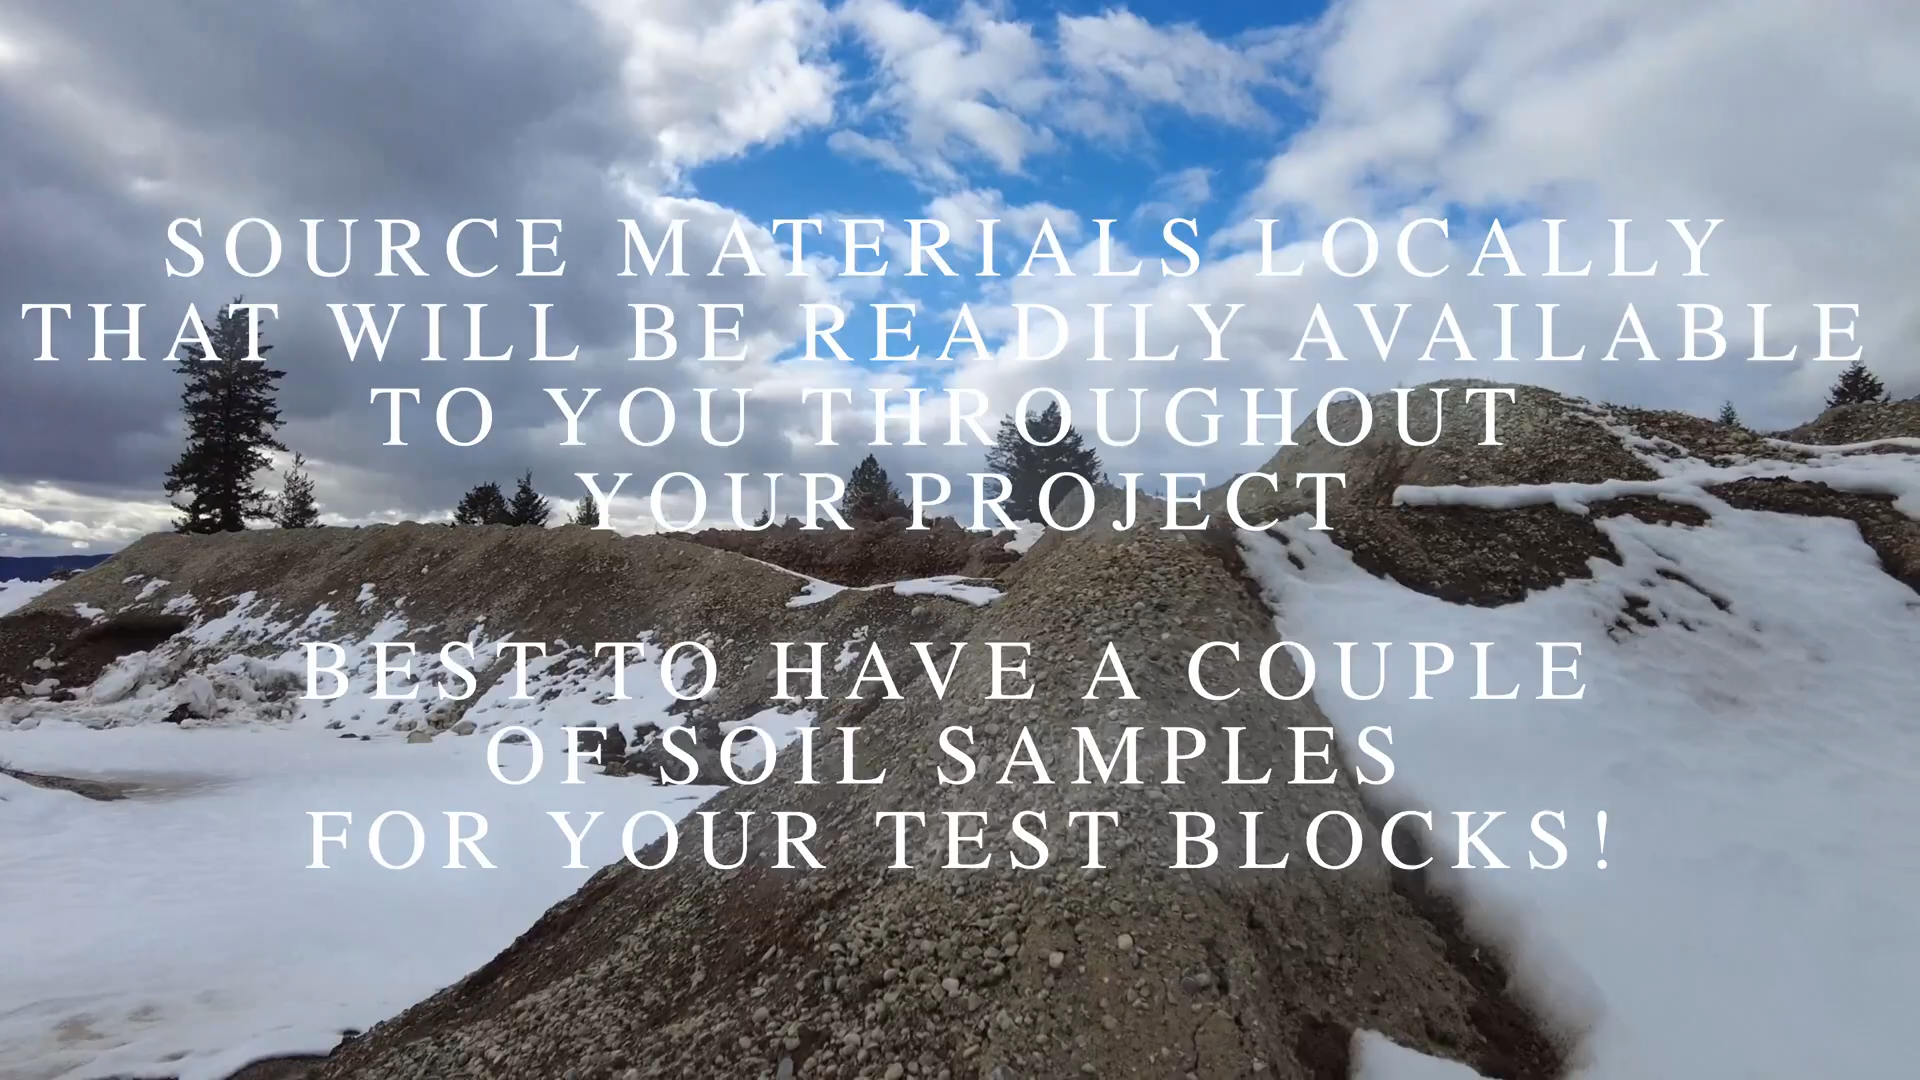 SOURCE MATERIALS LOCALLY
THAT WILL BE READILY AVAILABLE
TO YOU THROUGHOUT
YOUR PROJECT
BEST TO HAVE A COUPLE
OF SOIL SAMPLES
FOR YOUR TEST BLOCKS!